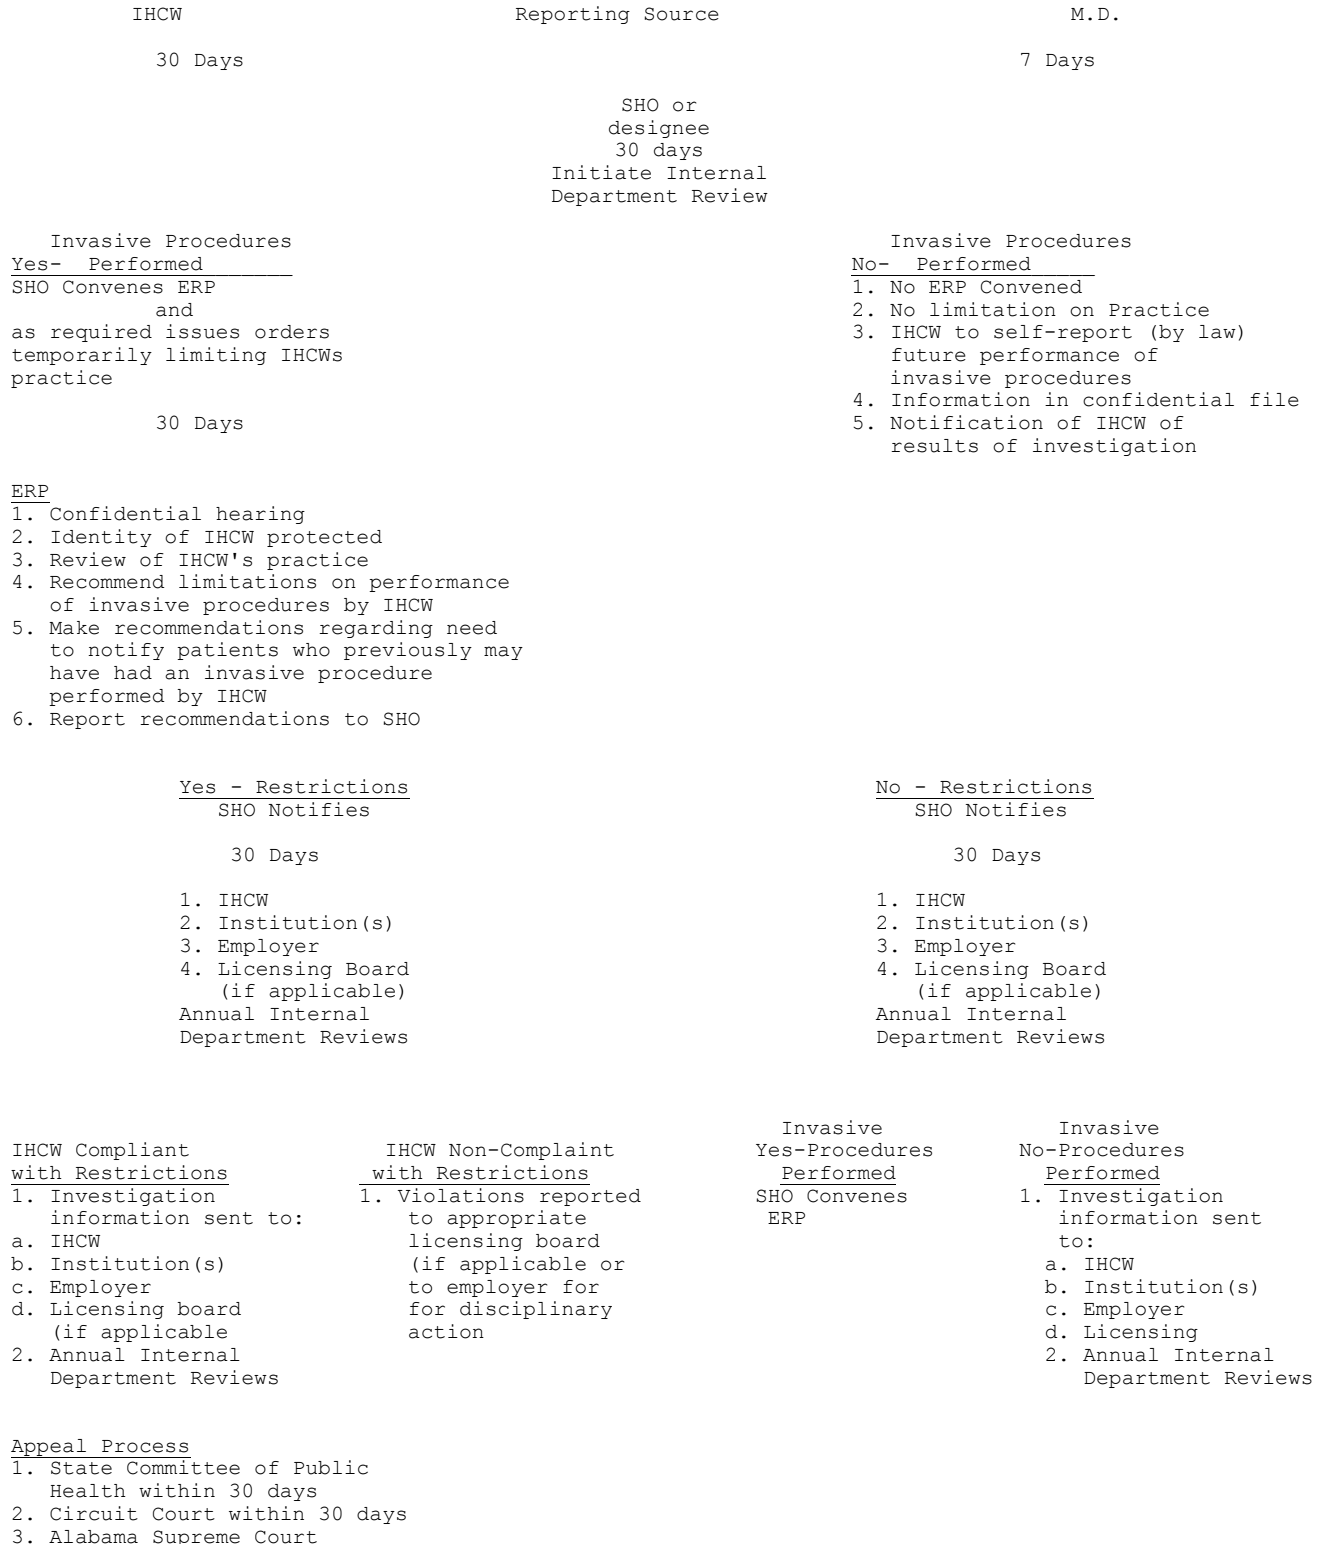 IHCW Reporting Source M.D.
30 Days 7 Days
SHO or
designee
30 days
Initiate Internal
Department Review
Invasive Procedures
Yes- Performed
SHO Convenes ERP
and
as required issues orders
temporarily limiting IHCWs
practice
30 Days
Invasive Procedures
No- Performed
1. No ERP Convened
2. No limitation on Practice
3. IHCW to self-report (by law)
future performance of
invasive procedures
4. Information in confidential file
5. Notification of IHCW of
results of investigation
ERP
1. Confidential hearing
2. Identity of IHCW protected
3. Review of IHCW's practice
4. Recommend limitations on performance
of invasive procedures by IHCW
5. Make recommendations regarding need
to notify patients who previously may
have had an invasive procedure
performed by IHCW
6. Report recommendations to SHO
Yes - Restrictions
SHO Notifies
30 Days
1. IHCW
2. Institution(s)
3. Employer
4. Licensing Board
(if applicable)
Annual Internal
Department Reviews
No - Restrictions
SHO Notifies
30 Days
1. IHCW
2. Institution(s)
3. Employer
4. Licensing Board
(if applicable)
Annual Internal
Department Reviews
IHCW Compliant
with Restrictions
1. Investigation
information sent to:
a. IHCW
b. Institution(s)
c. Employer
d. Licensing board
(if applicable
2. Annual Internal
Department Reviews
IHCW Non-Complaint
with Restrictions
1. Violations reported
to appropriate
licensing board
(if applicable or
to employer for
for disciplinary
action
Invasive
Yes-Procedures
Performed
SHO Convenes
ERP
Invasive
No-Procedures
Performed
1. Investigation
information sent
to:
a. IHCW
b. Institution(s)
c. Employer
d. Licensing
2. Annual Internal
Department Reviews
Appeal Process
1. State Committee of Public
Health within 30 days
2. Circuit Court within 30 days
3. Alabama Supreme Court